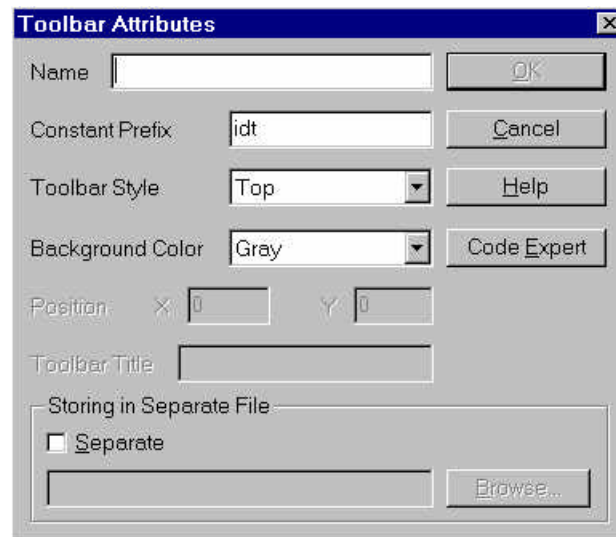 Toolbar Attributes
Name OK
Constant Prefix idt Cancel
Toolbar Style Top Help
Background Color Gray Code Expert
Position X 0 Y 0
Toolbar Title
Storing in Separate File
Separate
Browse...